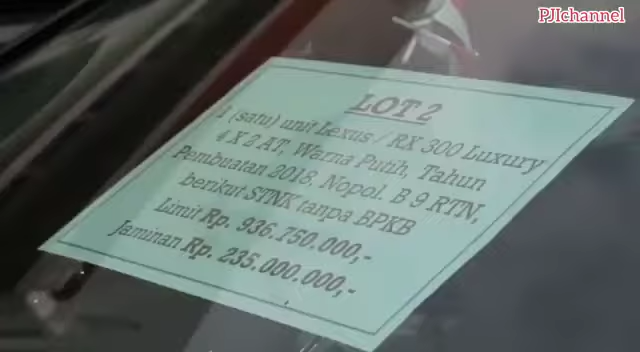 PJIchannel
LOT 2
1 (satu) unit Lexus / RX 300 Luxury
4 X 2 AT, Warna Putih, Tahun
Pembuatan 2018, Nopol. B 9 RTN,
berikut STNK tanpa BPKB
Limit Rp. 936.750.000,-
Jaminan Rp. 235.000.000,-